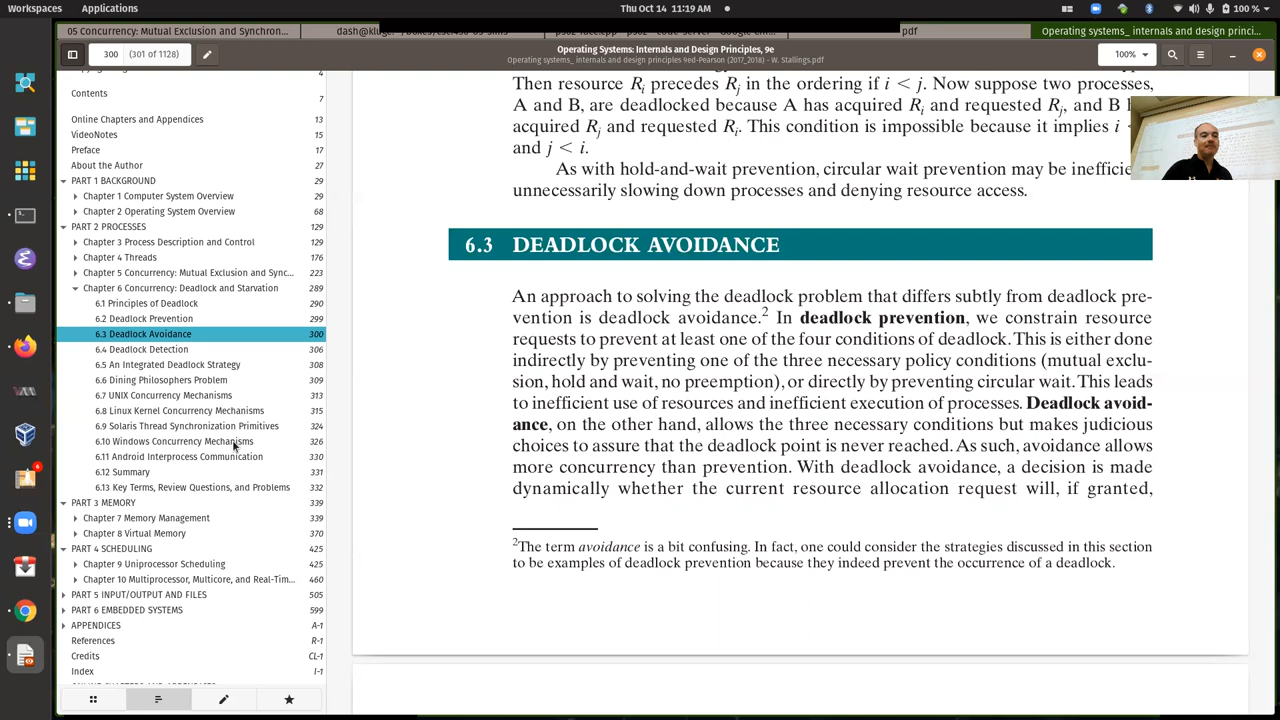 Workspaces Applications Thu Oct 14 11:19 AM 100 %
05 Concurrency: Mutual Exclusion and Synchron... pdf Operating systems_ internals and design princi...
300 (301 of 1128) Operating Systems: Internals and Design Principles, 9e 100%
Operating systems_ internals and design principles 9ed-Pearson (2017_2018) - W. Stallings.pdf
4
Contents 7
Online Chapters and Appendices 13
VideoNotes 15
Preface 17
About the Author 27
PART 1 BACKGROUND 29
Chapter 1 Computer System Overview 29
Chapter 2 Operating System Overview 68
PART 2 PROCESSES 129
Chapter 3 Process Description and Control 129
Chapter 4 Threads 176
Chapter 5 Concurrency: Mutual Exclusion and Sync... 223
Chapter 6 Concurrency: Deadlock and Starvation 289
6.1 Principles of Deadlock 290
6.2 Deadlock Prevention 299
6.3 Deadlock Avoidance 300
6.4 Deadlock Detection 306
6.5 An Integrated Deadlock Strategy 308
6.6 Dining Philosophers Problem 309
6.7 UNIX Concurrency Mechanisms 313
6.8 Linux Kernel Concurrency Mechanisms 315
6.9 Solaris Thread Synchronization Primitives 324
6.10 Windows Concurrency Mechanisms 326
6.11 Android Interprocess Communication 330
6.12 Summary 331
6.13 Key Terms, Review Questions, and Problems 332
PART 3 MEMORY 339
Chapter 7 Memory Management 339
Chapter 8 Virtual Memory 370
PART 4 SCHEDULING 425
Chapter 9 Uniprocessor Scheduling 425
Chapter 10 Multiprocessor, Multicore, and Real-Tim... 460
PART 5 INPUT/OUTPUT AND FILES 505
PART 6 EMBEDDED SYSTEMS 599
APPENDICES A-1
References R-1
Credits CL-1
Index I-1
Then resource Ri precedes Rj in the ordering if i < j. Now suppose two processes,
A and B, are deadlocked because A has acquired Ri and requested Rj, and B
acquired Rj and requested Ri. This condition is impossible because it implies i
and j < i.
As with hold-and-wait prevention, circular wait prevention may be
unnecessarily slowing down processes and denying resource access.
6.3 DEADLOCK AVOIDANCE
An approach to solving the deadlock problem that differs subtly from deadlock pre-
vention is deadlock avoidance.2 In deadlock prevention, we constrain resource
requests to prevent at least one of the four conditions of deadlock. This is either done
indirectly by preventing one of the three necessary policy conditions (mutual exclu-
sion, hold and wait, no preemption), or directly by preventing circular wait. This leads
to inefficient use of resources and inefficient execution of processes. Deadlock avoid-
ance, on the other hand, allows the three necessary conditions but makes judicious
choices to assure that the deadlock point is never reached. As such, avoidance allows
more concurrency than prevention. With deadlock avoidance, a decision is made
dynamically whether the current resource allocation request will, if granted,
2The term avoidance is a bit confusing. In fact, one could consider the strategies discussed in this section
to be examples of deadlock prevention because they indeed prevent the occurrence of a deadlock.
6